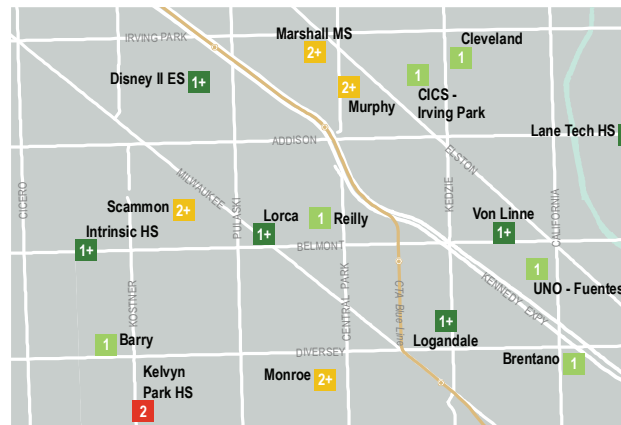 IRVING PARK
Marshall MS
2+
Cleveland
1
Disney II ES
1+
2+
Murphy
1
CICS -
Irving Park
ADDISON
Lane Tech HS
ELSTON
MILWAUKEE
CICERO
PULASKI
KEDZIE
CALIFORNIA
Scammon
2+
Lorca
1+
1
Reilly
Von Linne
1+
Intrinsic HS
1+
BELMONT
1
UNO - Fuentes
KENNEDY EXPY
KOSTNER
CENTRAL PARK
CTA Blue Line
1+
Logandale
1
Barry
DIVERSEY
Brentano
1
Kelvyn
Park HS
2
Monroe
2+